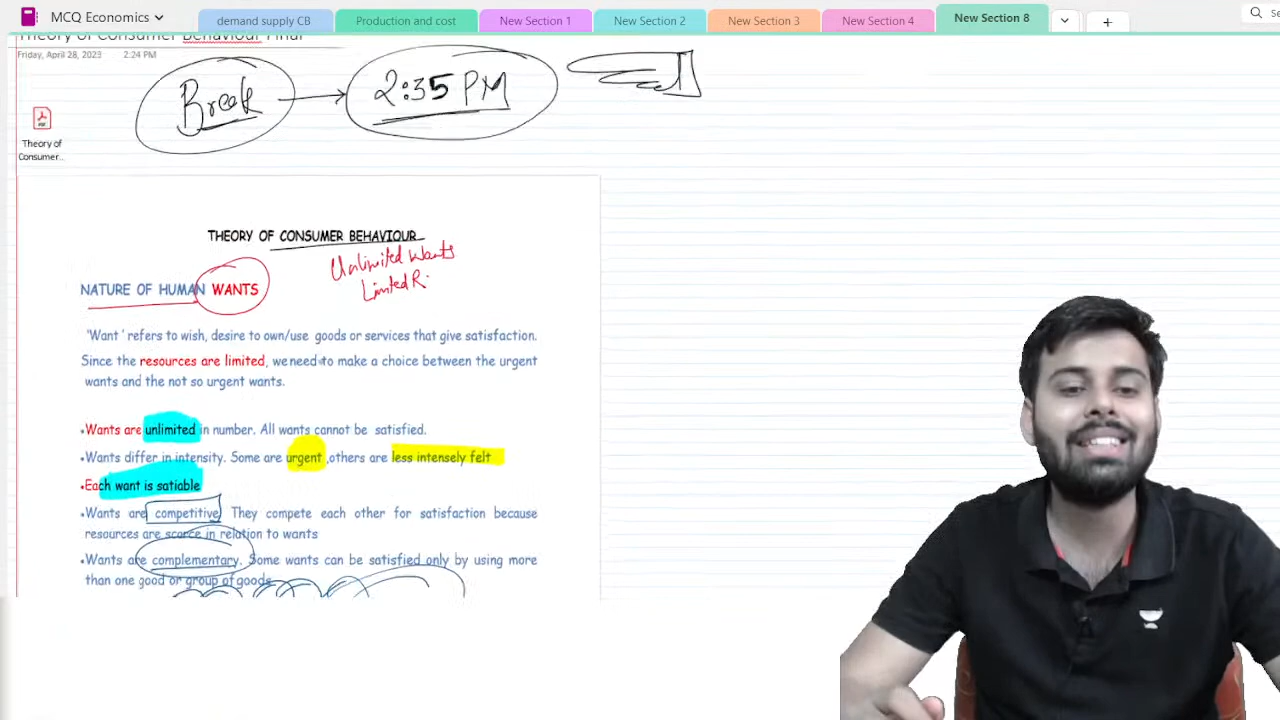 MCQ Economics
demand supply CB
Production and cost
New Section 1
New Section 2
New Section 3
New Section 4
New Section 8
Theory of Consumer Behaviour Final
Friday, April 28, 2023 2:24 PM
Break → 2:35 PM
Theory of
Consumer...
THEORY OF CONSUMER BEHAVIOUR
Unlimited Wants
Limited R
NATURE OF HUMAN WANTS
'Want ' refers to wish, desire to own/use goods or services that give satisfaction.
Since the resources are limited, we need to make a choice between the urgent
wants and the not so urgent wants.
•Wants are unlimited in number. All wants cannot be satisfied.
•Wants differ in intensity. Some are urgent ,others are less intensely felt
•Each want is satiable
•Wants are competitive. They compete each other for satisfaction because
resources are scarce in relation to wants
•Wants are complementary. Some wants can be satisfied only by using more
than one good or group of goods